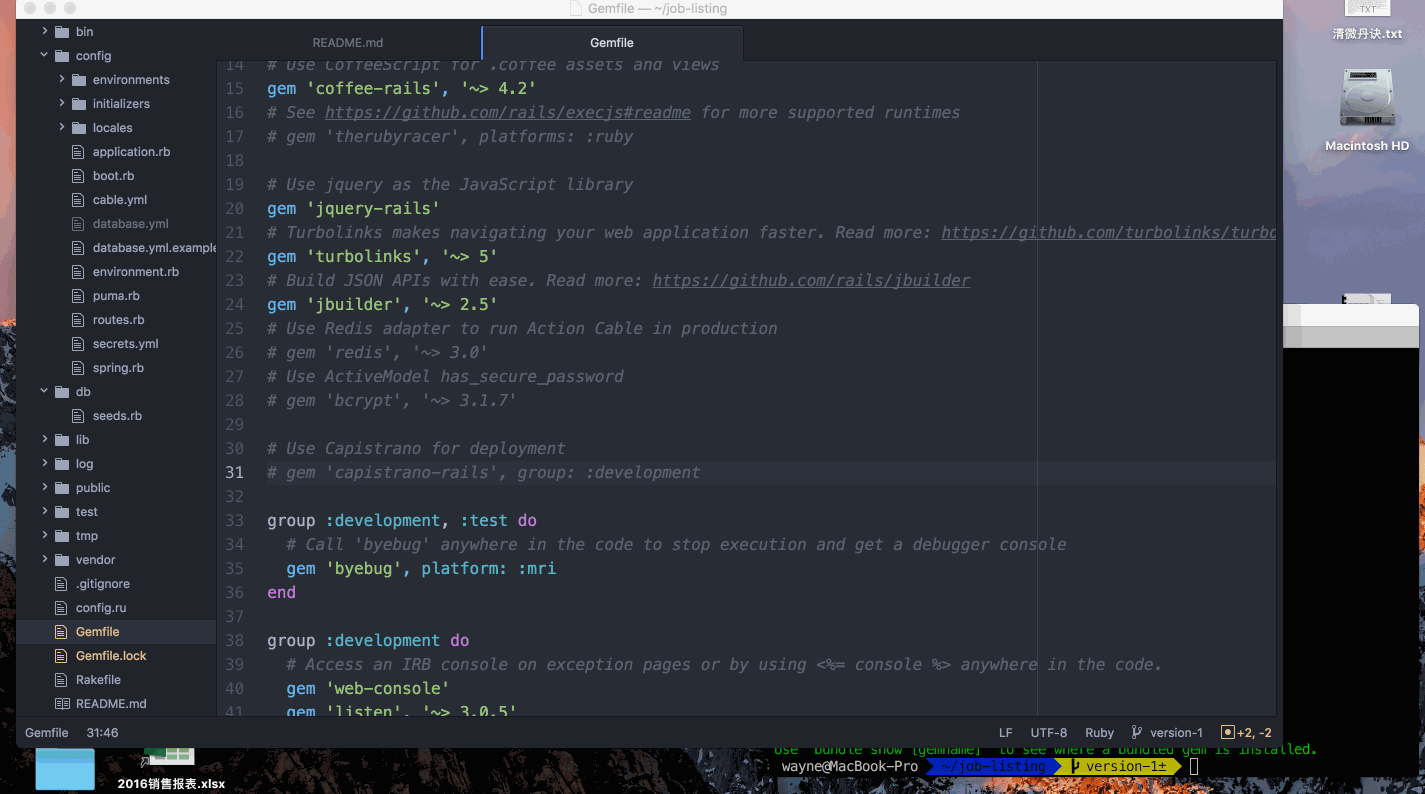 Gemfile — ~/job-listing
bin
config
environments
initializers
locales
application.rb
boot.rb
cable.yml
database.yml
database.yml.example
environment.rb
puma.rb
routes.rb
secrets.yml
spring.rb
db
seeds.rb
lib
log
public
test
tmp
vendor
.gitignore
config.ru
Gemfile
Gemfile.lock
Rakefile
README.md
README.md
Gemfile
14 # Use CoffeeScript for .coffee assets and views
15 gem 'coffee-rails', '~> 4.2'
16 # See https://github.com/rails/execjs#readme for more supported runtimes
17 # gem 'therubyracer', platforms: :ruby
18
19 # Use jquery as the JavaScript library
20 gem 'jquery-rails'
21 # Turbolinks makes navigating your web application faster. Read more: https://github.com/turbolinks/turbo
22 gem 'turbolinks', '~> 5'
23 # Build JSON APIs with ease. Read more: https://github.com/rails/jbuilder
24 gem 'jbuilder', '~> 2.5'
25 # Use Redis adapter to run Action Cable in production
26 # gem 'redis', '~> 3.0'
27 # Use ActiveModel has_secure_password
28 # gem 'bcrypt', '~> 3.1.7'
29
30 # Use Capistrano for deployment
31 # gem 'capistrano-rails', group: :development
32
33 group :development, :test do
34   # Call 'byebug' anywhere in the code to stop execution and get a debugger console
35   gem 'byebug', platform: :mri
36 end
37
38 group :development do
39   # Access an IRB console on exception pages or by using <%= console %> anywhere in the code.
40   gem 'web-console'
41   gem 'listen', '~> 3.0.5'
Gemfile 31:46
LF UTF-8 Ruby version-1 +2, -2
TXT
清微丹诀.txt
Macintosh HD
2016销售报表.xlsx
Use `bundle show [gemname]` to see where a bundled gem is installed.
wayne@MacBook-Pro ~/job-listing version-1±